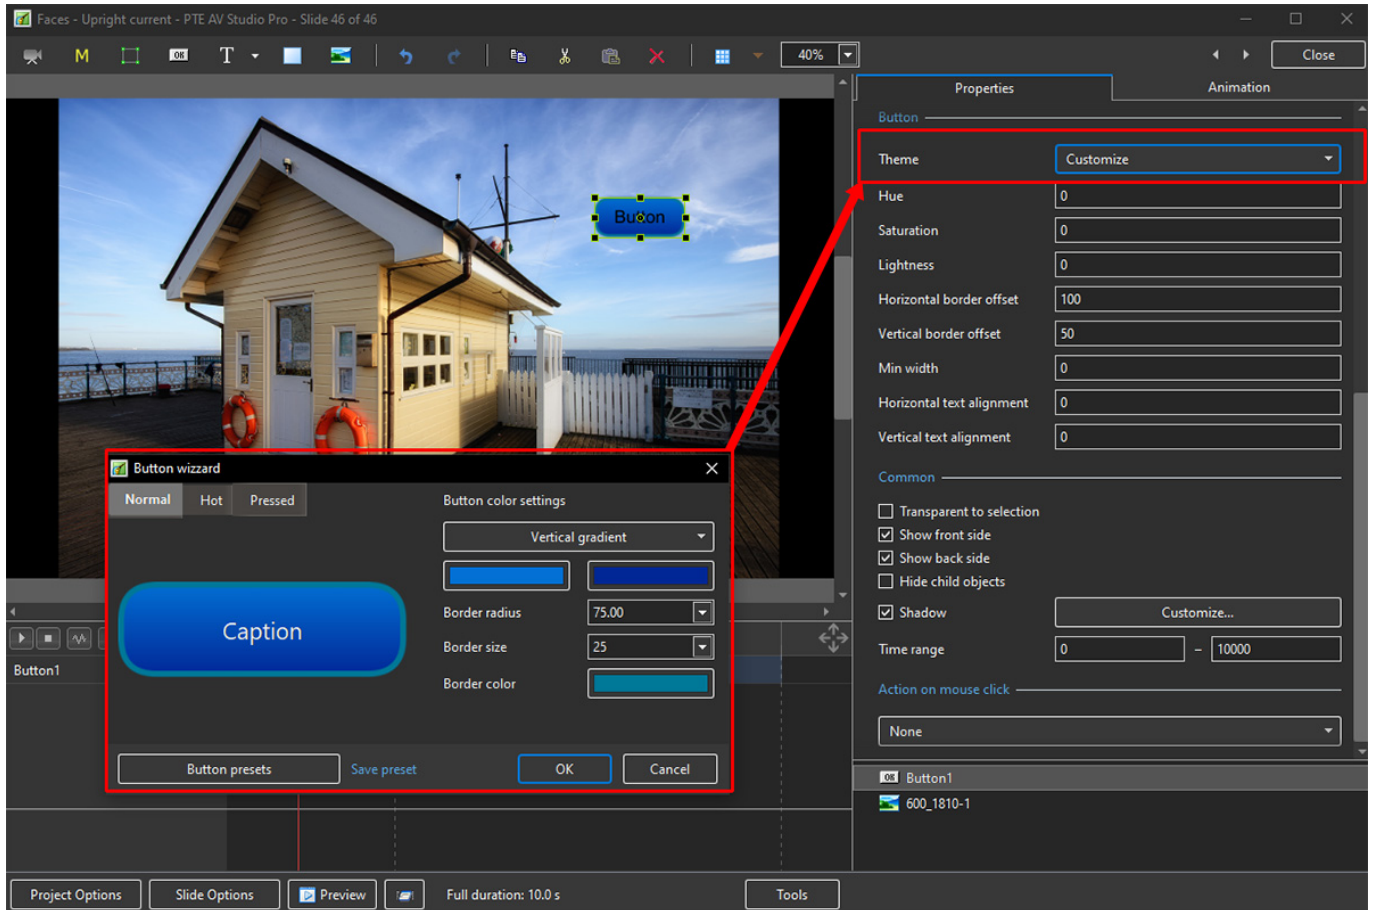 Faces - Upright current - PTE AV Studio Pro - Slide 46 of 46
M
OK
T
40%
Close
Properties
Animation
Button
Theme
Customize
Hue
0
Saturation
0
Lightness
0
Horizontal border offset
100
Vertical border offset
50
Min width
0
Horizontal text alignment
0
Vertical text alignment
0
Common
Transparent to selection
Show front side
Show back side
Hide child objects
Shadow
Customize...
Time range
0
–
10000
Action on mouse click
None
OK Button1
600_1810-1
Button
Button wizzard
Normal
Hot
Pressed
Button color settings
Vertical gradient
Border radius
75.00
Border size
25
Border color
Caption
Button presets
Save preset
OK
Cancel
Button1
Project Options
Slide Options
Preview
Full duration: 10.0 s
Tools